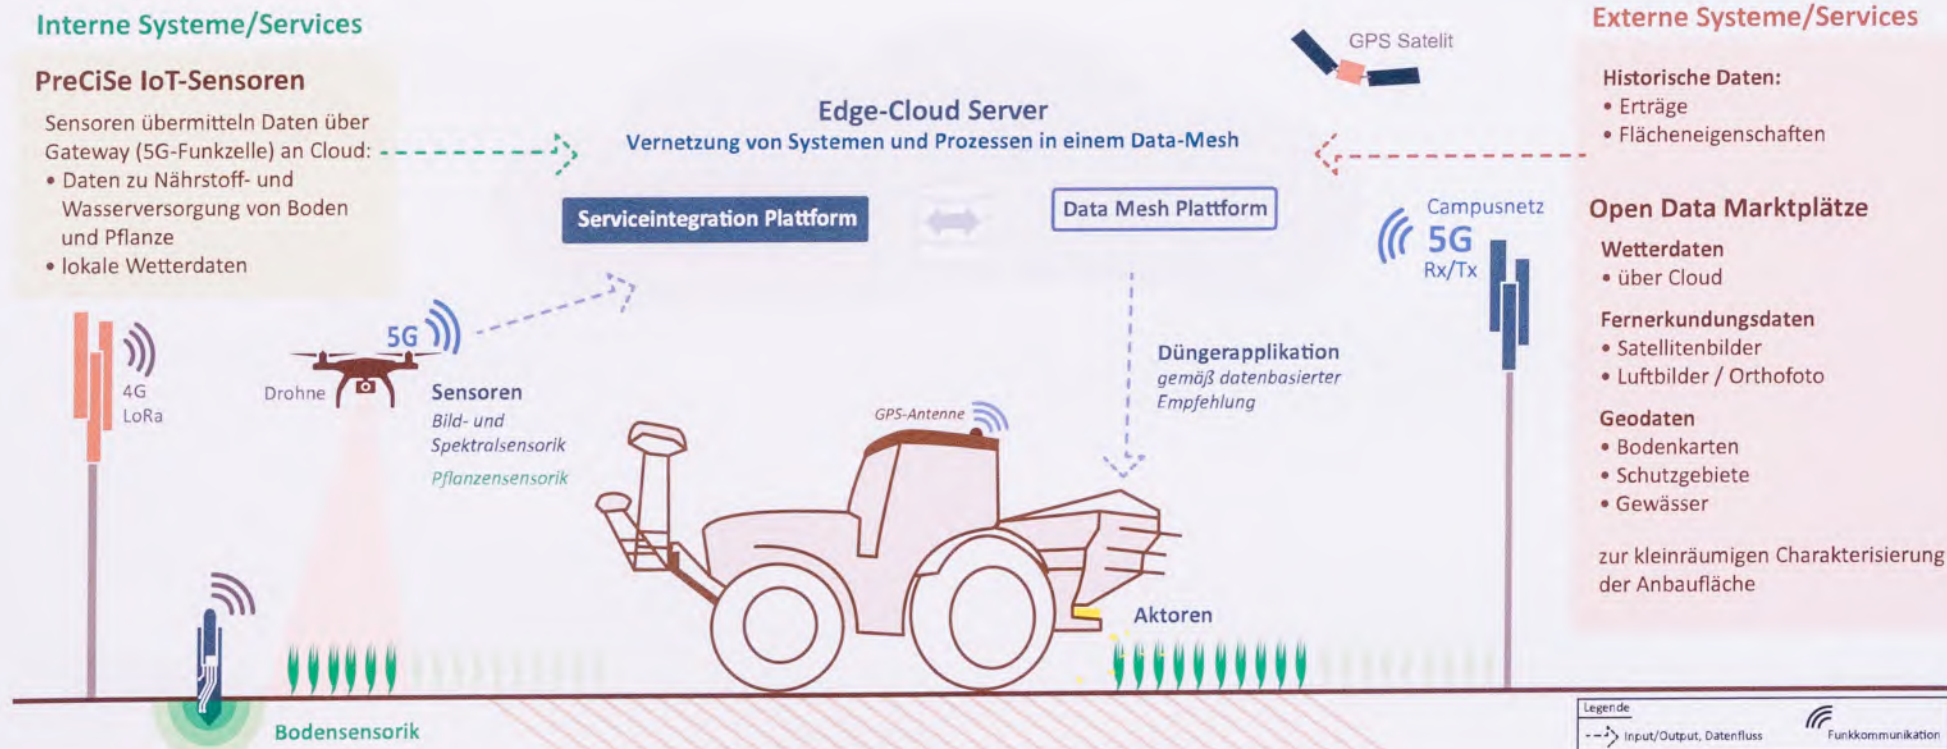 Interne Systeme/Services
PreCiSe IoT-Sensoren
Sensoren übermitteln Daten über
Gateway (5G-Funkzelle) an Cloud:
• Daten zu Nährstoff- und
Wasserversorgung von Boden
und Pflanze
• lokale Wetterdaten
4G
LoRa
Drohne
5G
Sensoren
Bild- und
Spektralsensorik
Pflanzensensorik
Bodensensorik
GPS Satelit
Edge-Cloud Server
Vernetzung von Systemen und Prozessen in einem Data-Mesh
Serviceintegration Plattform
Data Mesh Plattform
Düngerapplikation
gemäß datenbasierter
Empfehlung
GPS-Antenne
Aktoren
Campusnetz
5G
Rx/Tx
Externe Systeme/Services
Historische Daten:
• Erträge
• Flächeneigenschaften
Open Data Marktplätze
Wetterdaten
• über Cloud
Fernerkundungsdaten
• Satellitenbilder
• Luftbilder / Orthofoto
Geodaten
• Bodenkarten
• Schutzgebiete
• Gewässer
zur kleinräumigen Charakterisierung
der Anbaufläche
Legende
Input/Output, Datenfluss
Funkkommunikation